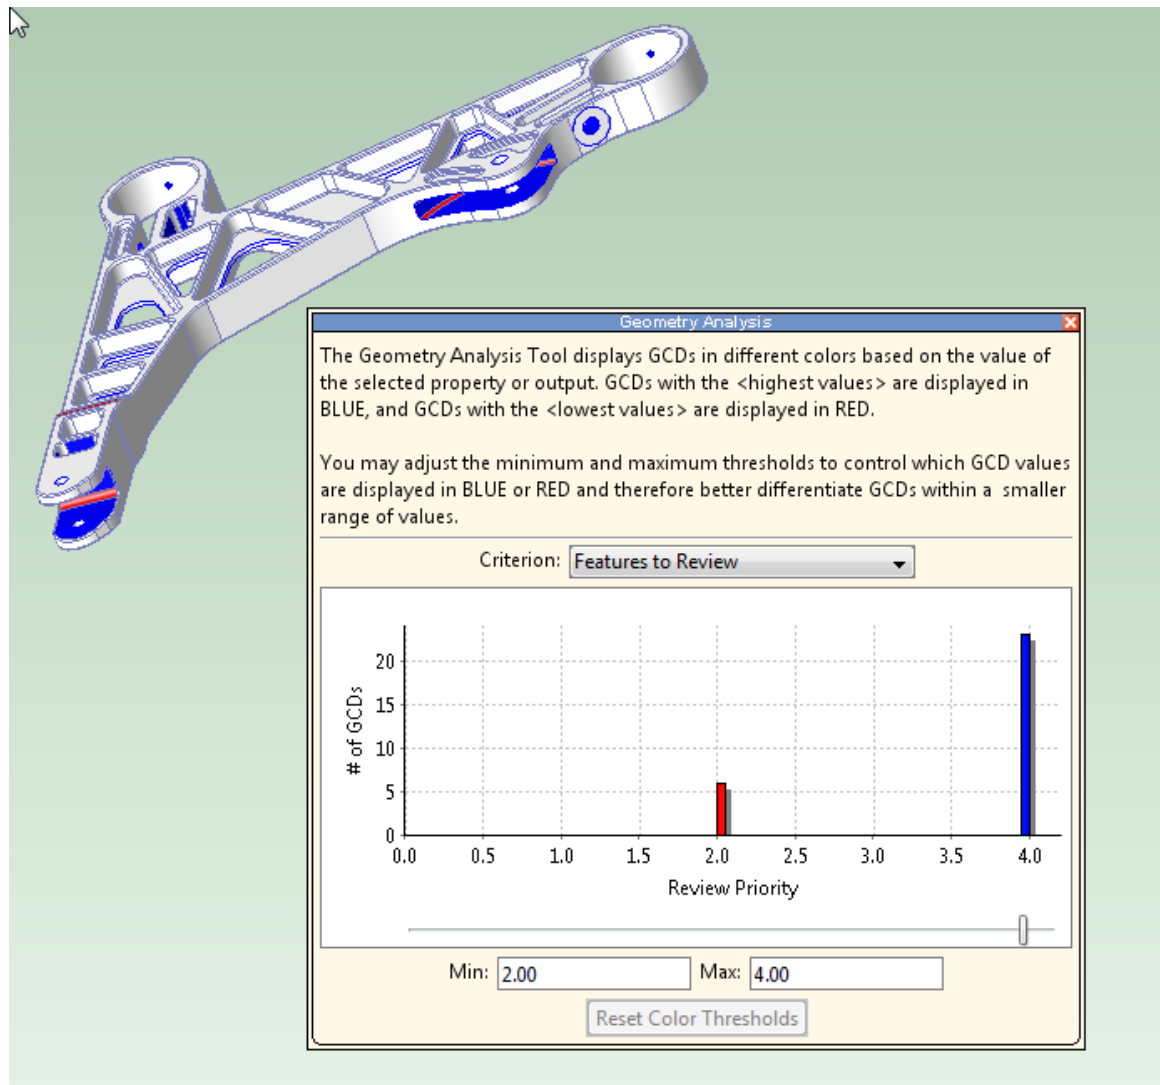 Geometry Analysis
The Geometry Analysis Tool displays GCDs in different colors based on the value of
the selected property or output. GCDs with the <highest values> are displayed in
BLUE, and GCDs with the <lowest values> are displayed in RED.
You may adjust the minimum and maximum thresholds to control which GCD values
are displayed in BLUE or RED and therefore better differentiate GCDs within a smaller
range of values.
Criterion: Features to Review
# of GCDs
20
15
10
5
0
0.0 0.5 1.0 1.5 2.0 2.5 3.0 3.5 4.0
Review Priority
Min: 2.00 Max: 4.00
Reset Color Thresholds